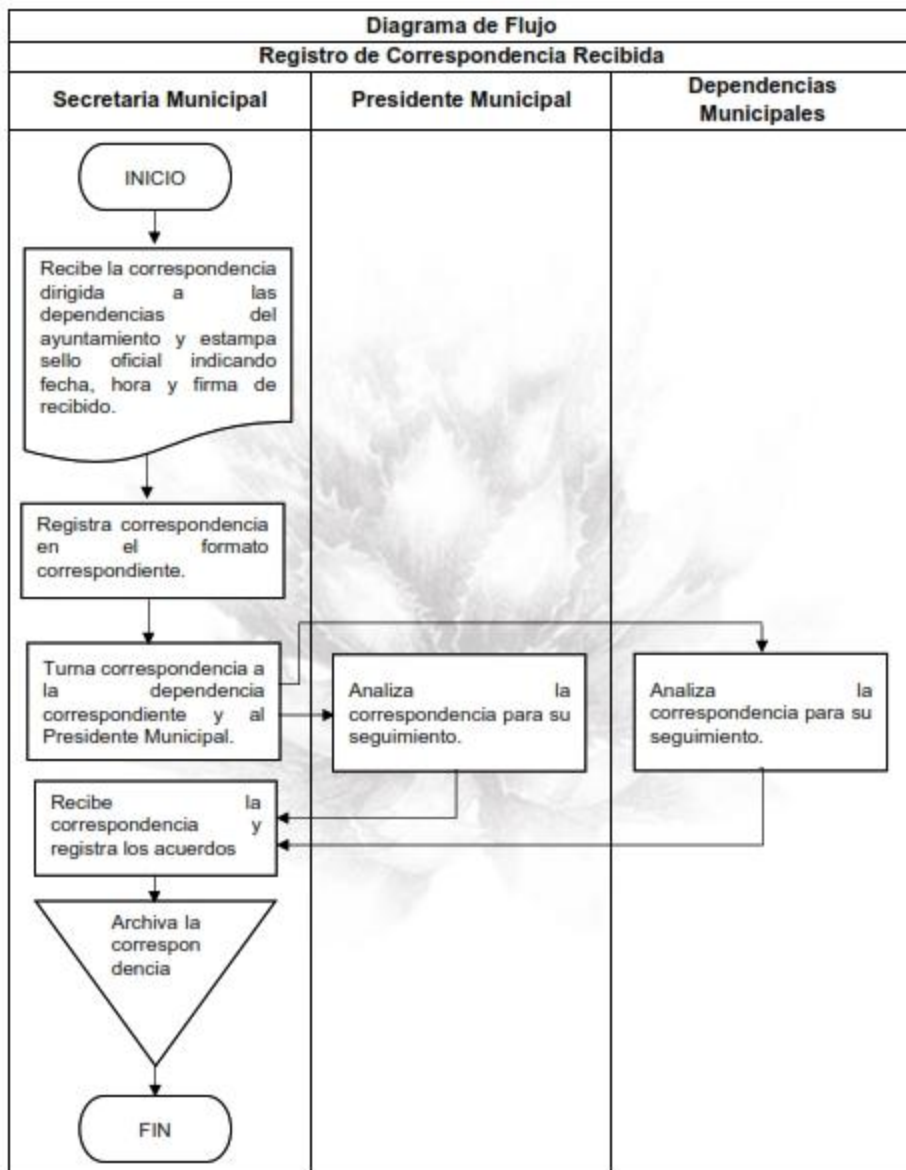 Diagrama de Flujo
Registro de Correspondencia Recibida
Secretaria Municipal
Presidente Municipal
Dependencias
Municipales
INICIO
Recibe la correspondencia
dirigida a las
dependencias del
ayuntamiento y estampa
sello oficial indicando
fecha, hora y firma de
recibido.
Registra correspondencia
en el formato
correspondiente.
Turna correspondencia a
la dependencia
correspondiente y al
Presidente Municipal.
Analiza la
correspondencia para su
seguimiento.
Analiza la
correspondencia para su
seguimiento.
Recibe la
correspondencia y
registra los acuerdos
Archiva la
correspon
dencia
FIN